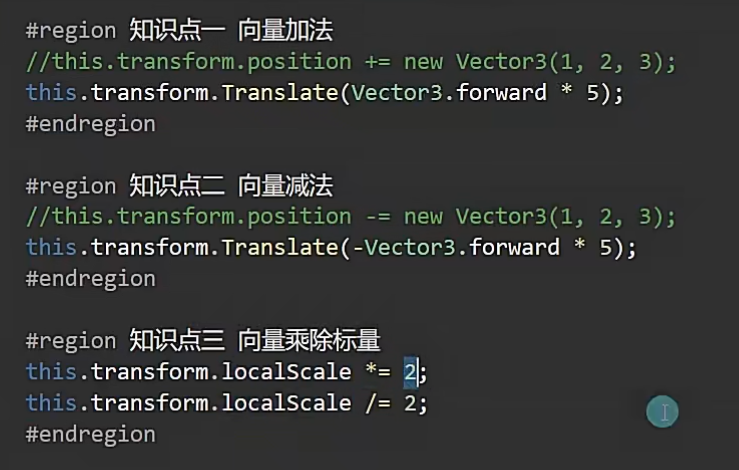 #region 知识点一 向量加法
//this.transform.position += new Vector3(1, 2, 3);
this.transform.Translate(Vector3.forward * 5);
#endregion
#region 知识点二 向量减法
//this.transform.position -= new Vector3(1, 2, 3);
this.transform.Translate(-Vector3.forward * 5);
#endregion
#region 知识点三 向量乘除标量
this.transform.localScale *= 2;
this.transform.localScale /= 2;
#endregion